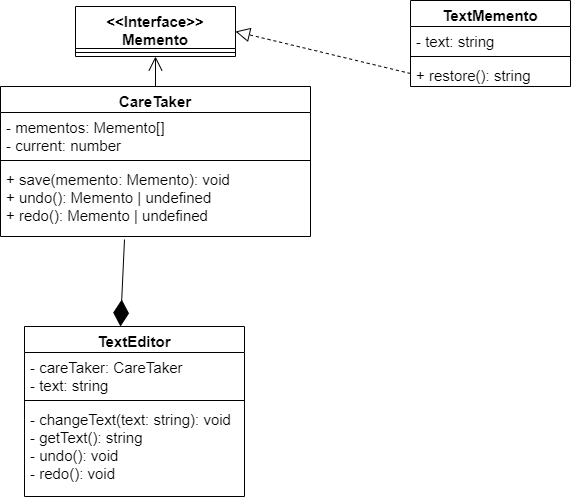 <<Interface>>
Memento
TextMemento
- text: string
+ restore(): string
CareTaker
- mementos: Memento[]
- current: number
+ save(memento: Memento): void
+ undo(): Memento | undefined
+ redo(): Memento | undefined
TextEditor
- careTaker: CareTaker
- text: string
- changeText(text: string): void
- getText(): string
- undo(): void
- redo(): void